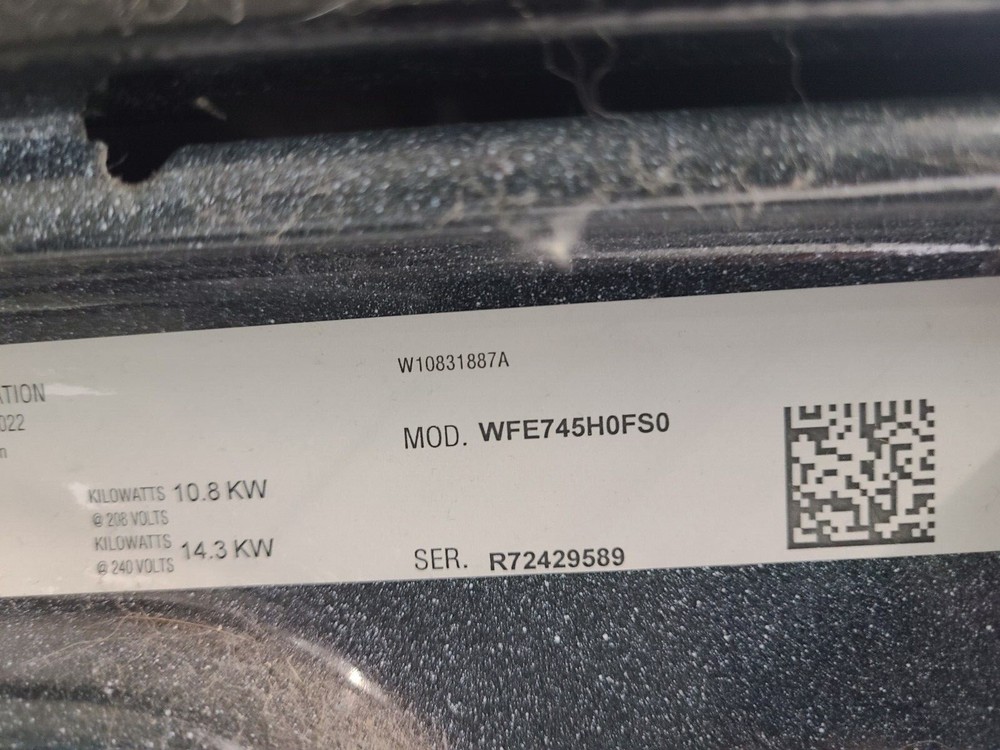 W10831887A
ATION
022
n
MOD. WFE745H0FS0
KILOWATTS 10.8 KW
@ 208 VOLTS
KILOWATTS 14.3 KW
@ 240 VOLTS
SER. R72429589